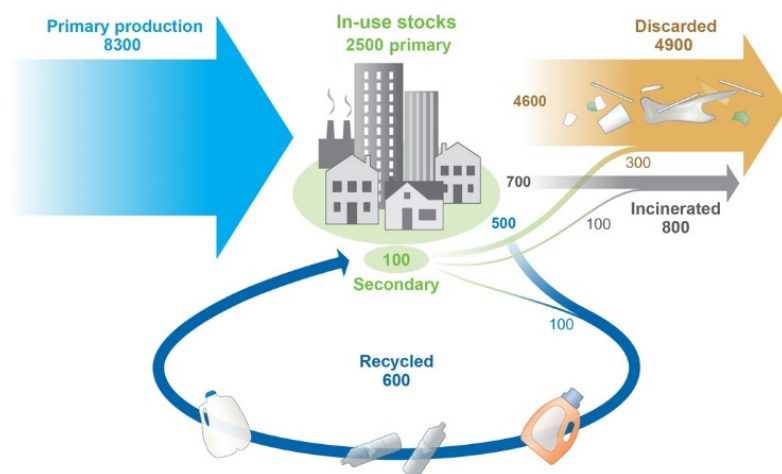 Primary production
8300
In-use stocks
2500 primary
Discarded
4900
4600
300
700
500
100
Incinerated
800
100
Secondary
100
Recycled
600